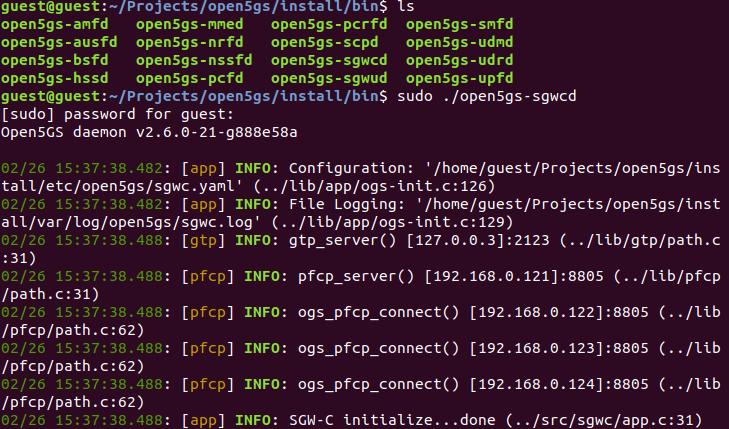 guest@guest:~/Projects/open5gs/install/bin$ ls
open5gs-amfd   open5gs-mmed   open5gs-pcrfd  open5gs-smfd
open5gs-ausfd  open5gs-nrfd   open5gs-scpd   open5gs-udmd
open5gs-bsfd   open5gs-nssfd  open5gs-sgwcd  open5gs-udrd
open5gs-hssd   open5gs-pcfd   open5gs-sgwud  open5gs-upfd
guest@guest:~/Projects/open5gs/install/bin$ sudo ./open5gs-sgwcd
[sudo] password for guest:
Open5GS daemon v2.6.0-21-g888e58a
02/26 15:37:38.482: [app] INFO: Configuration: '/home/guest/Projects/open5gs/ins
tall/etc/open5gs/sgwc.yaml' (../lib/app/ogs-init.c:126)
02/26 15:37:38.482: [app] INFO: File Logging: '/home/guest/Projects/open5gs/inst
all/var/log/open5gs/sgwc.log' (../lib/app/ogs-init.c:129)
02/26 15:37:38.488: [gtp] INFO: gtp_server() [127.0.0.3]:2123 (../lib/gtp/path.c
:31)
02/26 15:37:38.488: [pfcp] INFO: pfcp_server() [192.168.0.121]:8805 (../lib/pfcp
/path.c:31)
02/26 15:37:38.488: [pfcp] INFO: ogs_pfcp_connect() [192.168.0.122]:8805 (../lib
/pfcp/path.c:62)
02/26 15:37:38.488: [pfcp] INFO: ogs_pfcp_connect() [192.168.0.123]:8805 (../lib
/pfcp/path.c:62)
02/26 15:37:38.488: [pfcp] INFO: ogs_pfcp_connect() [192.168.0.124]:8805 (../lib
/pfcp/path.c:62)
02/26 15:37:38.488: [app] INFO: SGW-C initialize...done (../src/sgwc/app.c:31)